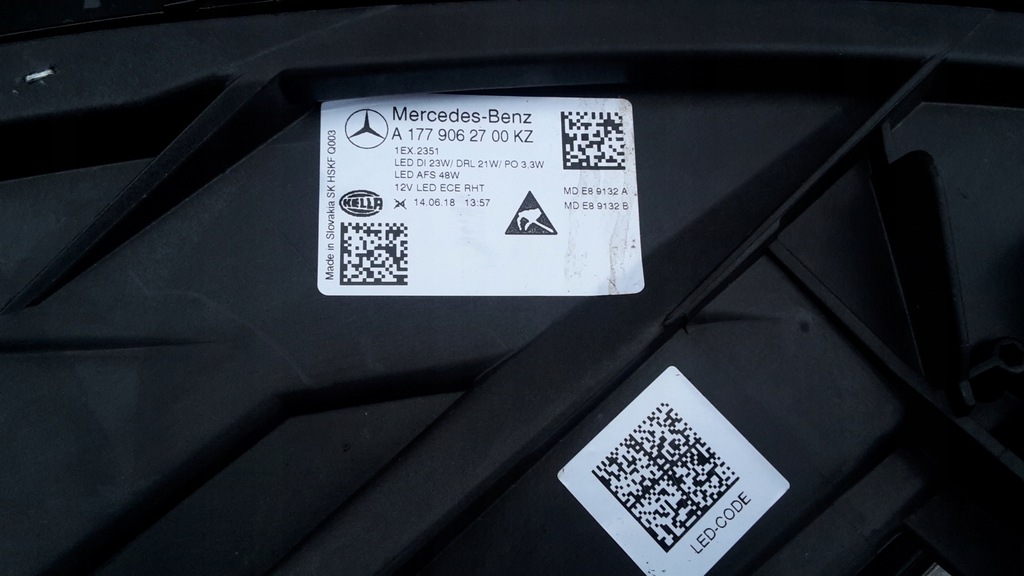 Mercedes-Benz
A 177 906 27 00 KZ
1EX.2351
LED DI 23W/ DRL 21W/ PO 3,3W
LED AFS 48W
12V LED ECE RHT
HELLA
14.06.18 13:57
MD E8 9132 A
MD E8 9132 B
Made in Slovakia SK HSKF Q003
LED-CODE